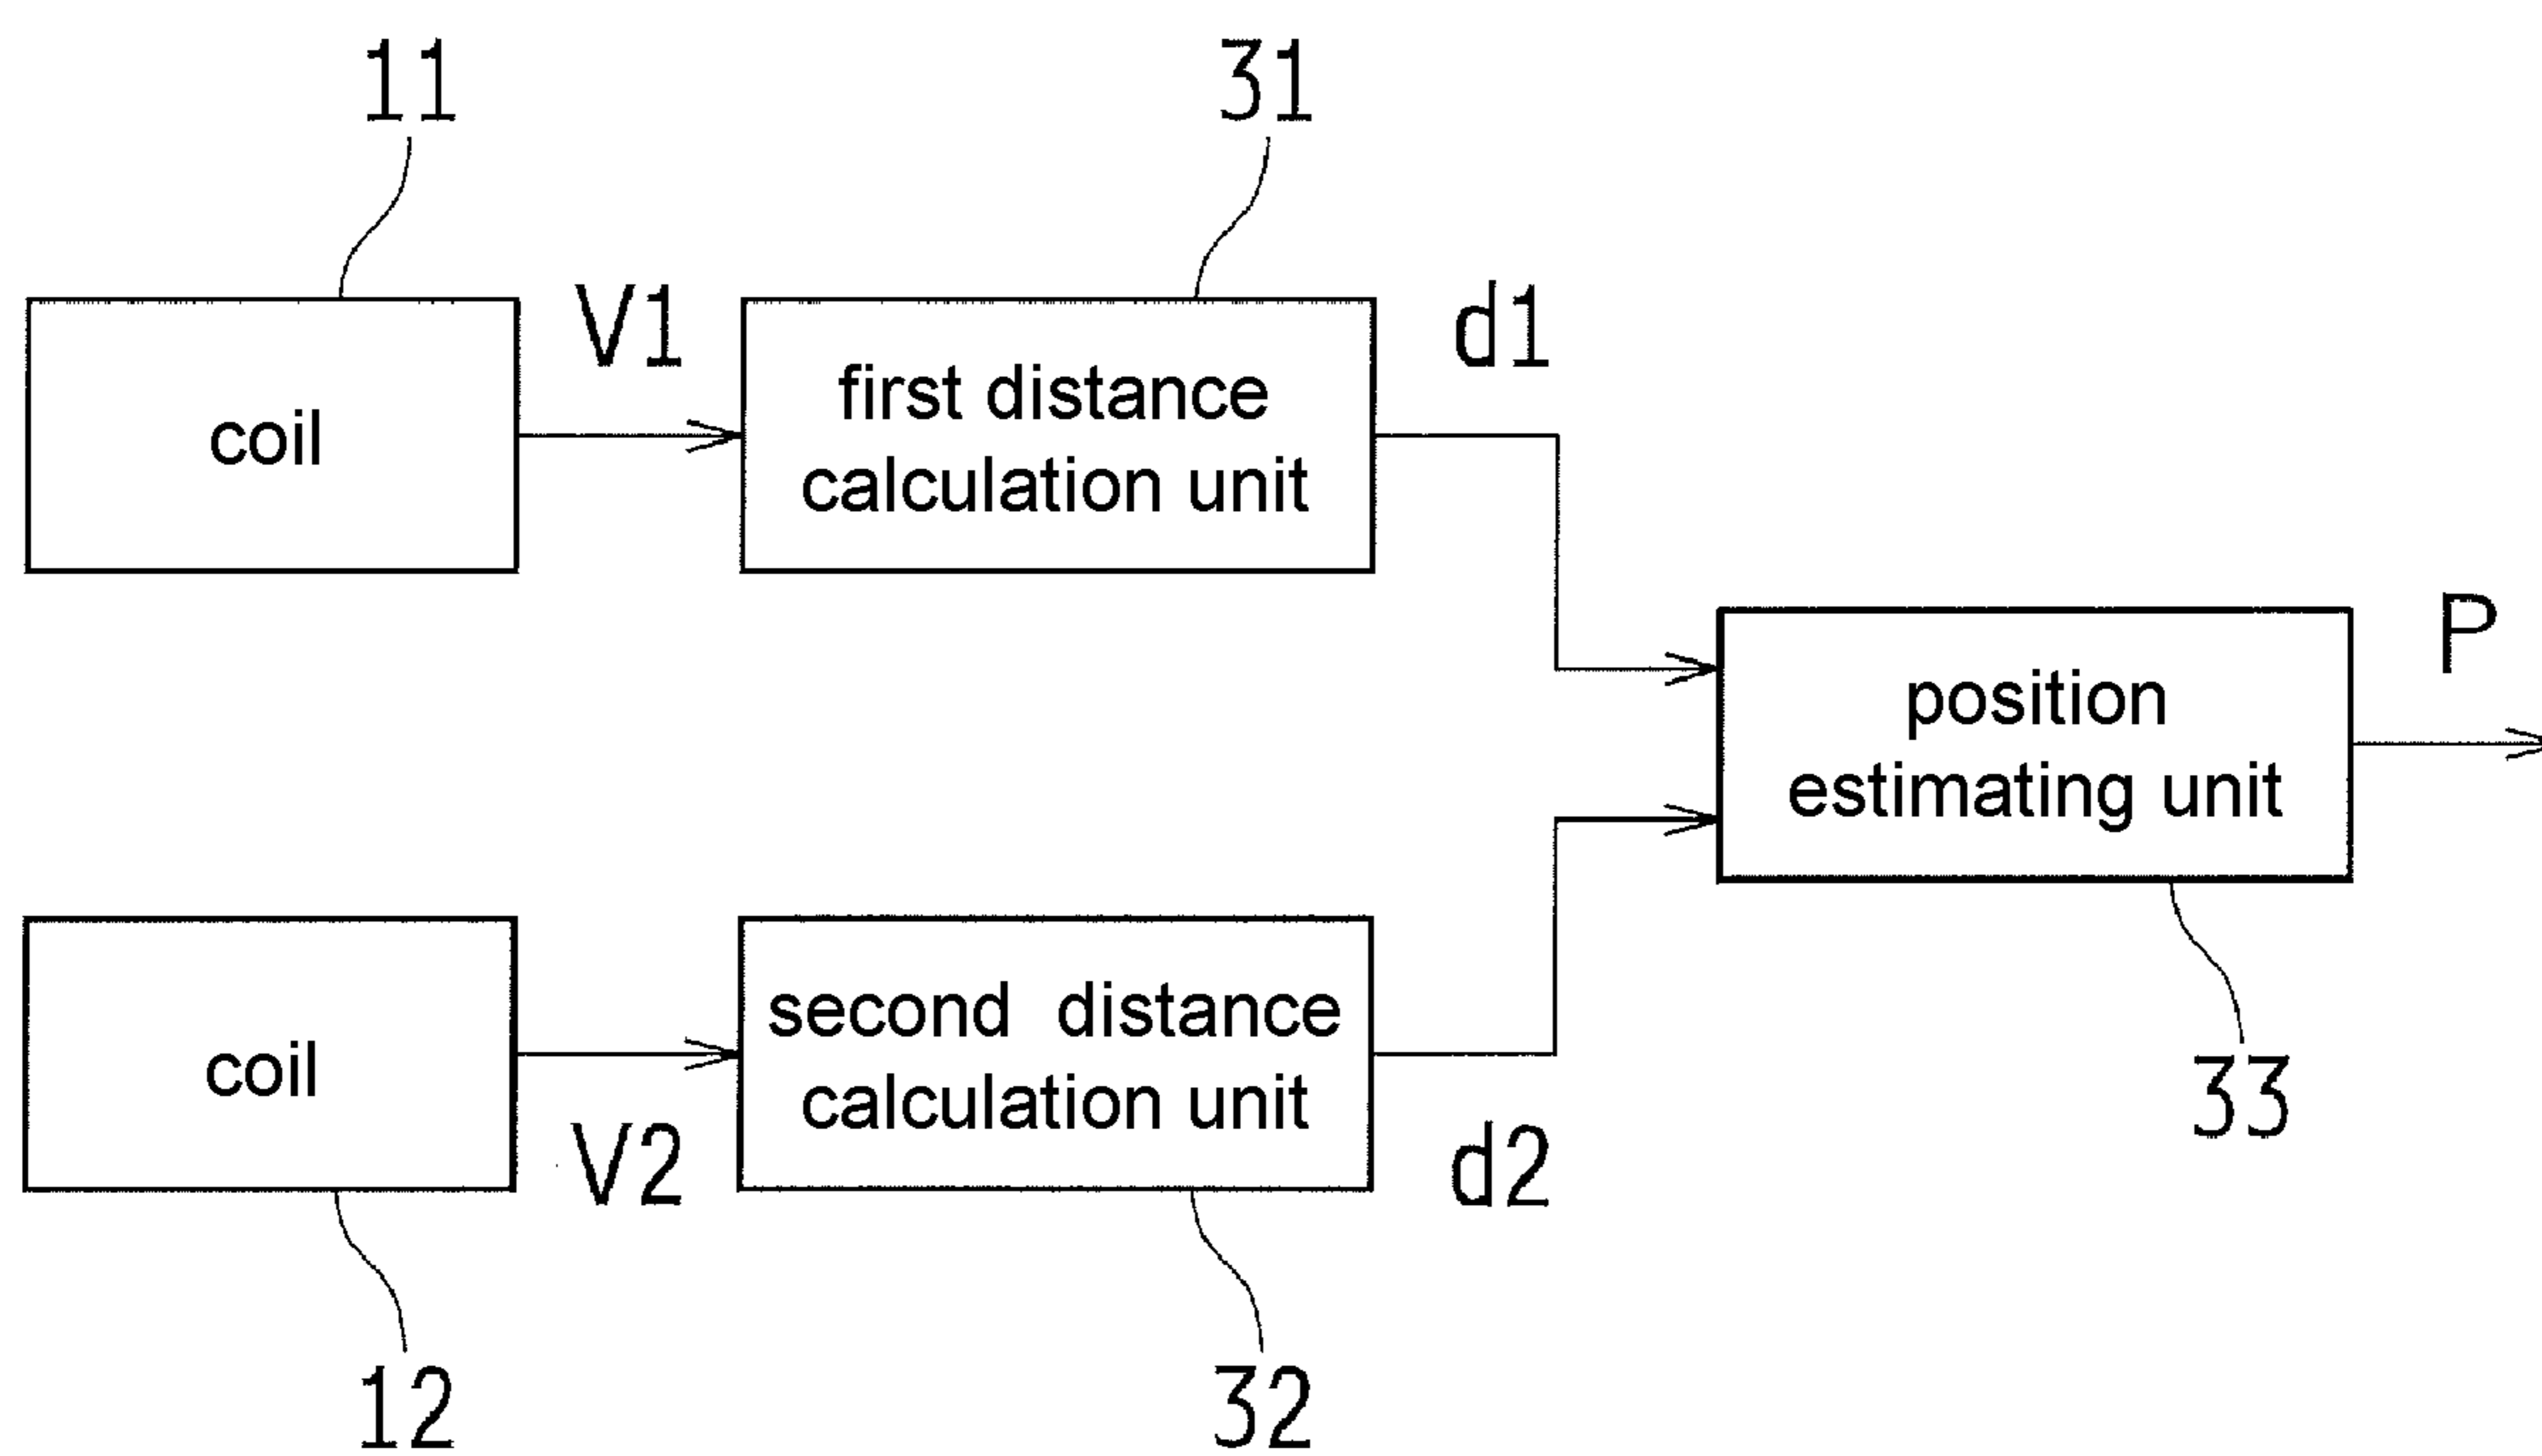 11
31
coil
V1
first distance
calculation unit
d1
position
estimating unit
P
33
coil
V2
second distance
calculation unit
d2
12
32